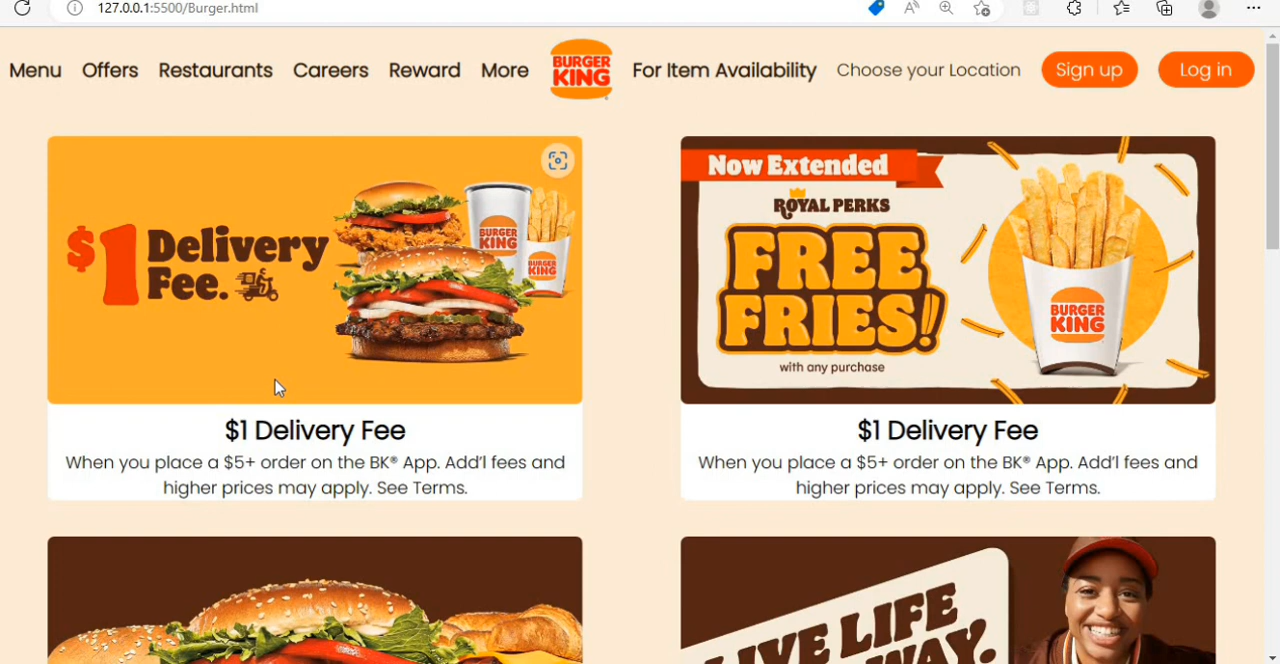 127.0.0.1:5500/Burger.html
Menu Offers Restaurants Careers Reward More BURGER KING For Item Availability Choose your Location Sign up Log in
$1 Delivery
Fee.
BURGER
KING
BURGER
KING
Now Extended
ROYAL PERKS
FREE
FRIES!
with any purchase
BURGER
KING
$1 Delivery Fee
When you place a $5+ order on the BK® App. Add'l fees and
higher prices may apply. See Terms.
$1 Delivery Fee
When you place a $5+ order on the BK® App. Add'l fees and
higher prices may apply. See Terms.
LIFE
WAY.